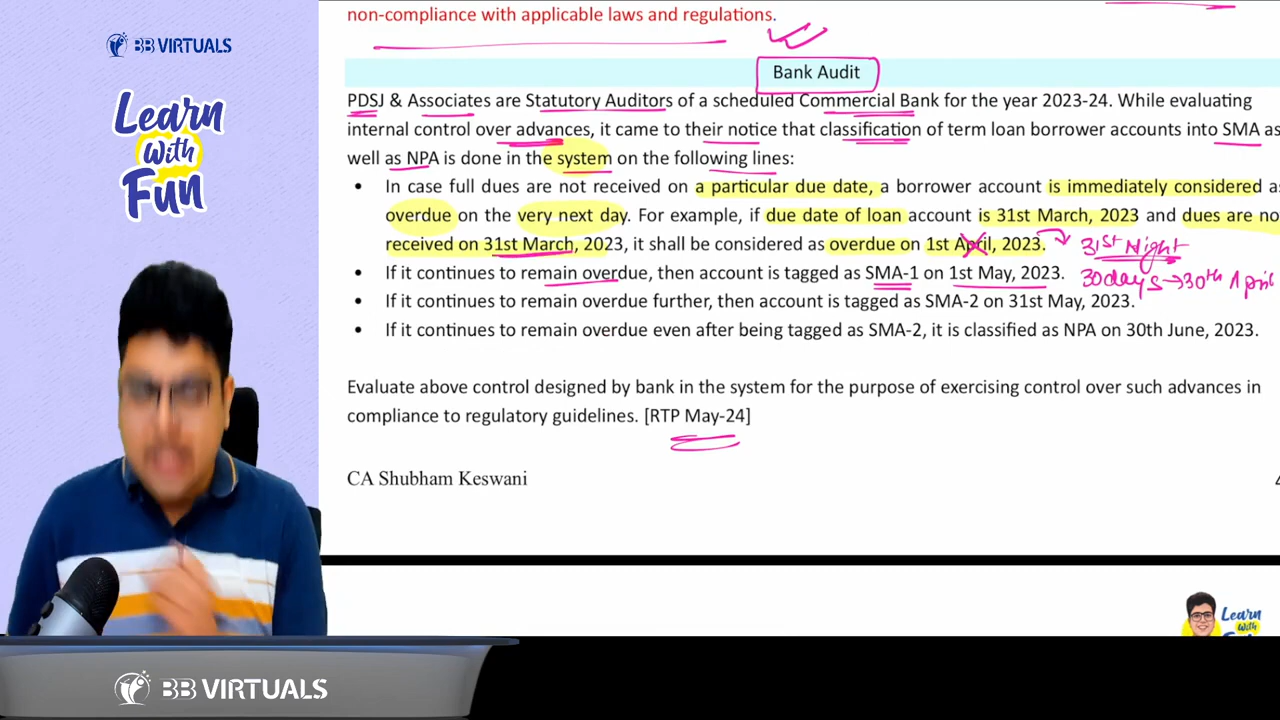 non-compliance with applicable laws and regulations.
BB VIRTUALS
Learn
With
Fun
Bank Audit
PDSJ & Associates are Statutory Auditors of a scheduled Commercial Bank for the year 2023-24. While evaluating
internal control over advances, it came to their notice that classification of term loan borrower accounts into SMA as
well as NPA is done in the system on the following lines:
• In case full dues are not received on a particular due date, a borrower account is immediately considered as
overdue on the very next day. For example, if due date of loan account is 31st March, 2023 and dues are no
received on 31st March, 2023, it shall be considered as overdue on 1st April, 2023.
31st Night
• If it continues to remain overdue, then account is tagged as SMA-1 on 1st May, 2023.
30days→30th April
• If it continues to remain overdue further, then account is tagged as SMA-2 on 31st May, 2023.
• If it continues to remain overdue even after being tagged as SMA-2, it is classified as NPA on 30th June, 2023.
Evaluate above control designed by bank in the system for the purpose of exercising control over such advances in
compliance to regulatory guidelines. [RTP May-24]
CA Shubham Keswani
Learn
With
BB VIRTUALS